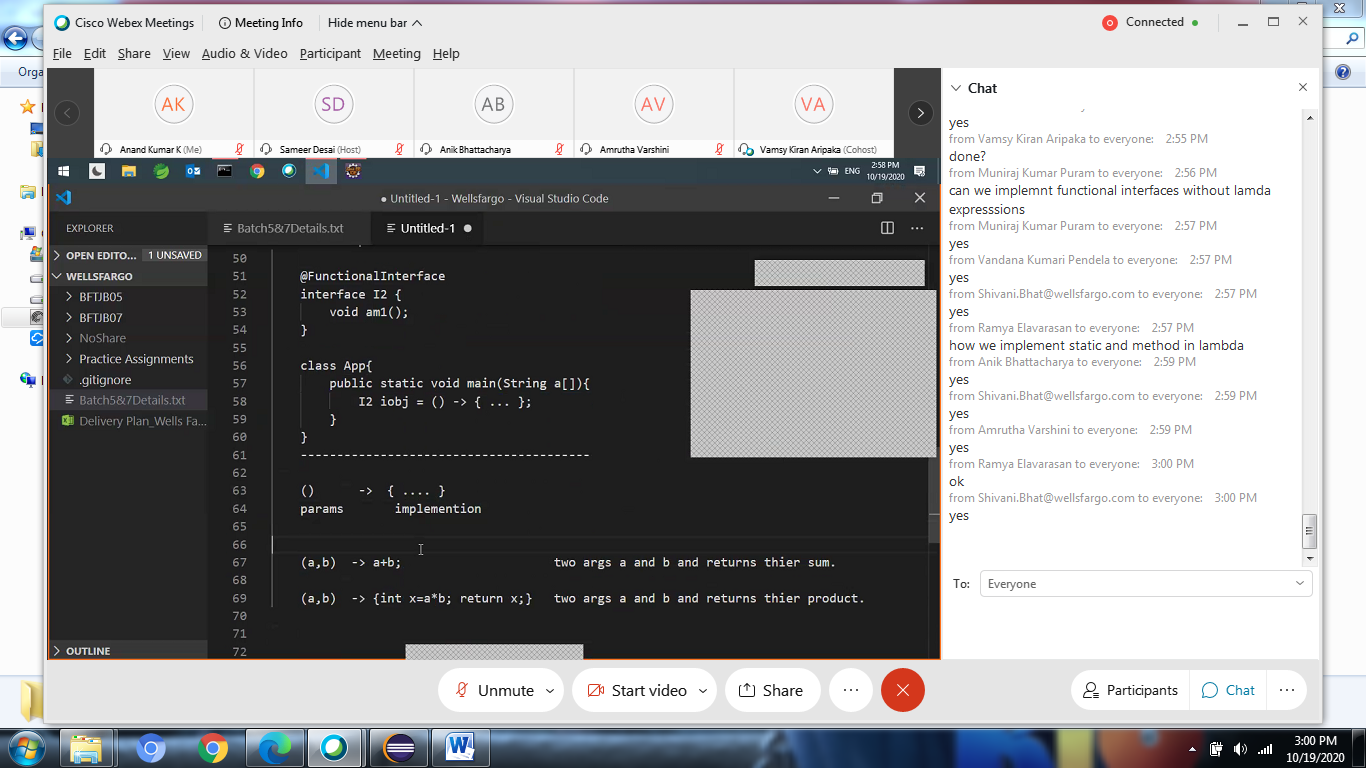 Cisco Webex Meetings
Meeting Info
Hide menu bar
Connected
File Edit Share View Audio & Video Participant Meeting Help
Orga
AK
SD
AB
AV
VA
Anand Kumar K (Me)
Sameer Desai (Host)
Anik Bhattacharya
Amrutha Varshini
Vamsy Kiran Aripaka (Cohost)
ENG
2:58 PM
10/19/2020
● Untitled-1 - Wellsfargo - Visual Studio Code
EXPLORER
Batch5&7Details.txt
Untitled-1
OPEN EDITO...
1 UNSAVED
WELLSFARGO
BFTJB05
BFTJB07
NoShare
Practice Assignments
.gitignore
Batch5&7Details.txt
Delivery Plan_Wells Fa...
OUTLINE
50
51 @FunctionalInterface
52 interface I2 {
53 void am1();
54 }
55
56 class App{
57 public static void main(String a[]){
58 I2 iobj = () -> { ... };
59 }
60 }
61 ----------------------------------------
62
63 () -> { .... }
64 params implemention
65
66
67 (a,b) -> a+b; two args a and b and returns thier sum.
68
69 (a,b) -> {int x=a*b; return x;} two args a and b and returns thier product.
70
71
72
Chat
yes
from Vamsy Kiran Aripaka to everyone: 2:55 PM
done?
from Muniraj Kumar Puram to everyone: 2:56 PM
can we implemnt functional interfaces without lamda
expresssions
from Muniraj Kumar Puram to everyone: 2:57 PM
yes
from Vandana Kumari Pendela to everyone: 2:57 PM
yes
from Shivani.Bhat@wellsfargo.com to everyone: 2:57 PM
yes
from Ramya Elavarasan to everyone: 2:57 PM
how we implement static and method in lambda
from Anik Bhattacharya to everyone: 2:59 PM
yes
from Shivani.Bhat@wellsfargo.com to everyone: 2:59 PM
yes
from Amrutha Varshini to everyone: 2:59 PM
yes
from Ramya Elavarasan to everyone: 3:00 PM
ok
from Shivani.Bhat@wellsfargo.com to everyone: 3:00 PM
yes
To: Everyone
Unmute
Start video
Share
Participants
Chat
3:00 PM
10/19/2020